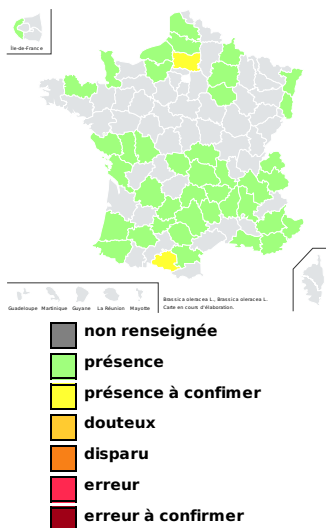 Île-de-France
Guadeloupe Martinique Guyane La Réunion Mayotte
Brassica oleracea L., Brassica oleracea L.
Carte en cours d'élaboration.
non renseignée
présence
présence à confimer
douteux
disparu
erreur
erreur à confirmer